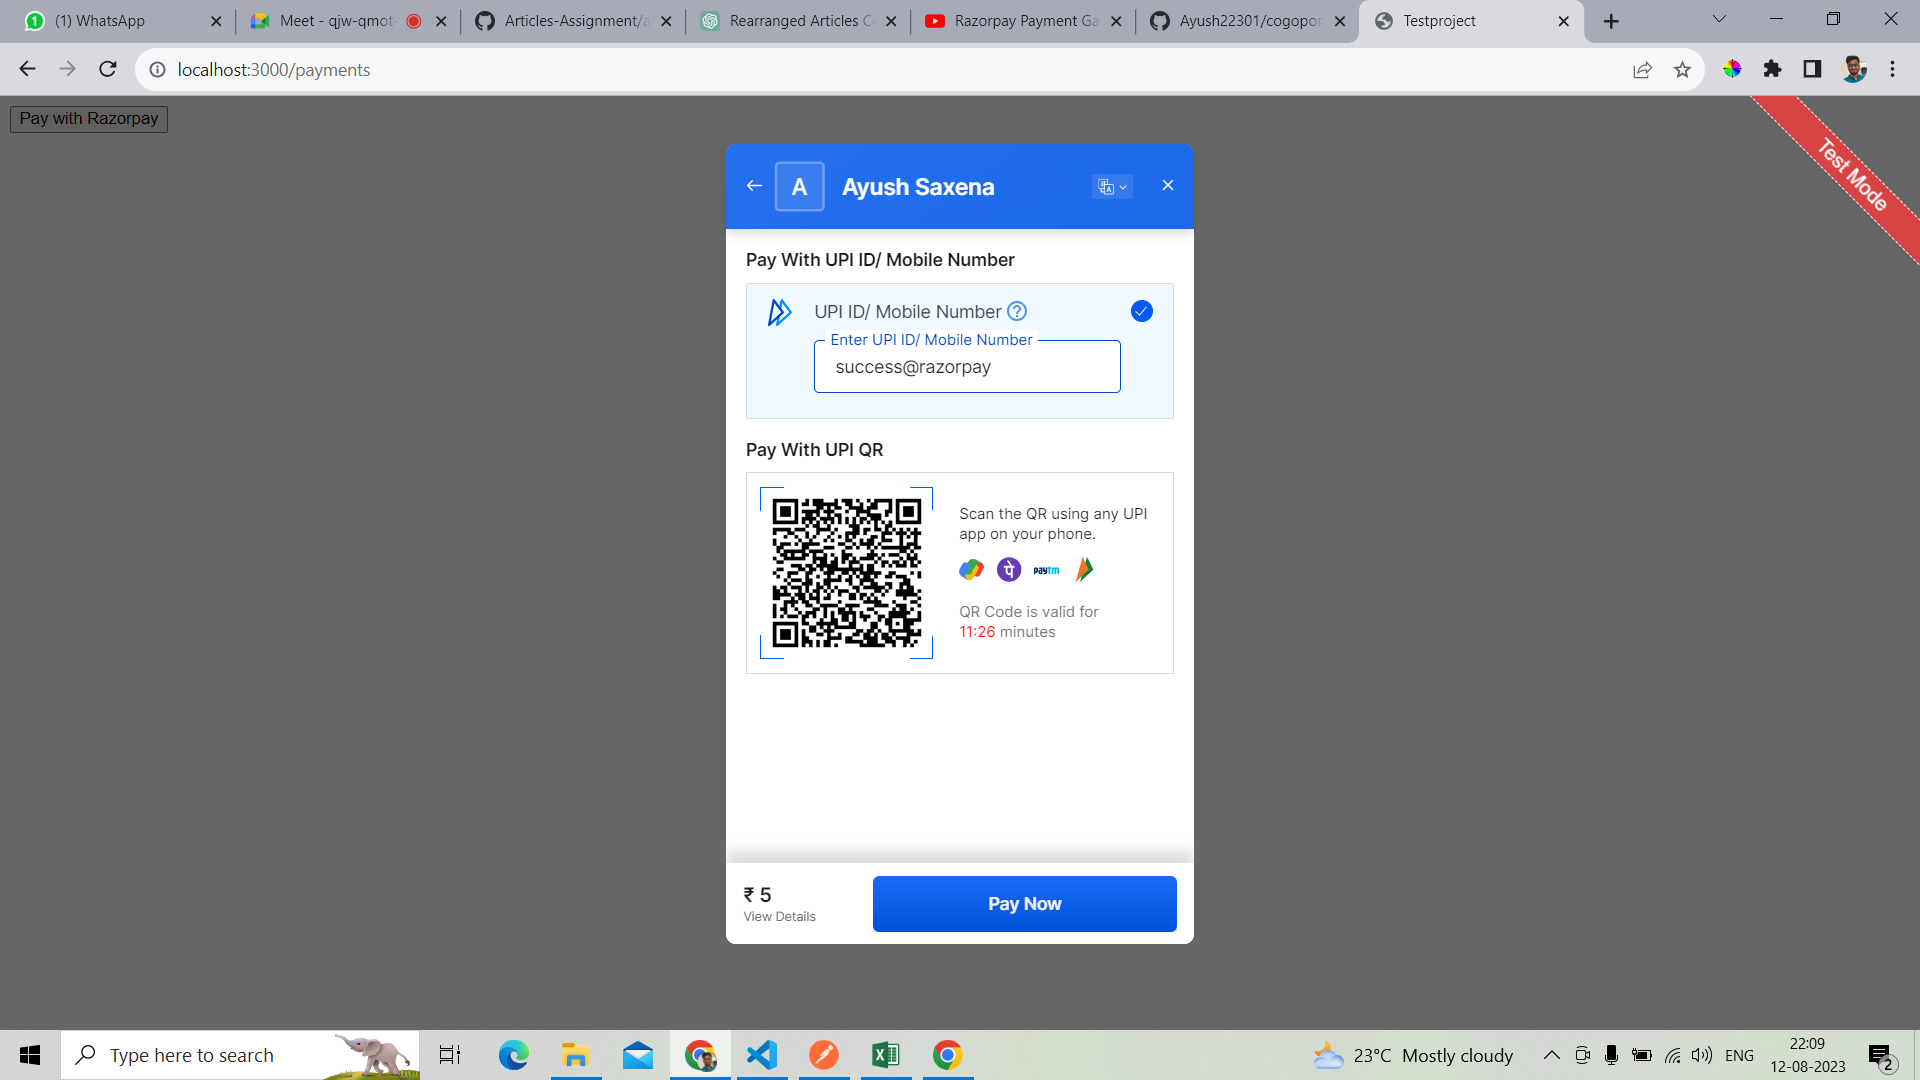 (1) WhatsApp
Meet - qjw-qmot-
Articles-Assignment/a
Rearranged Articles C
Razorpay Payment Ga
Ayush22301/cogopor
Testproject
localhost:3000/payments
Pay with Razorpay
Test Mode
A
Ayush Saxena
Pay With UPI ID/ Mobile Number
UPI ID/ Mobile Number ?
Enter UPI ID/ Mobile Number
success@razorpay
Pay With UPI QR
Scan the QR using any UPI
app on your phone.
पे
paytm
QR Code is valid for
11:26 minutes
₹ 5
View Details
Pay Now
Type here to search
23°C Mostly cloudy
ENG
22:09
12-08-2023
2